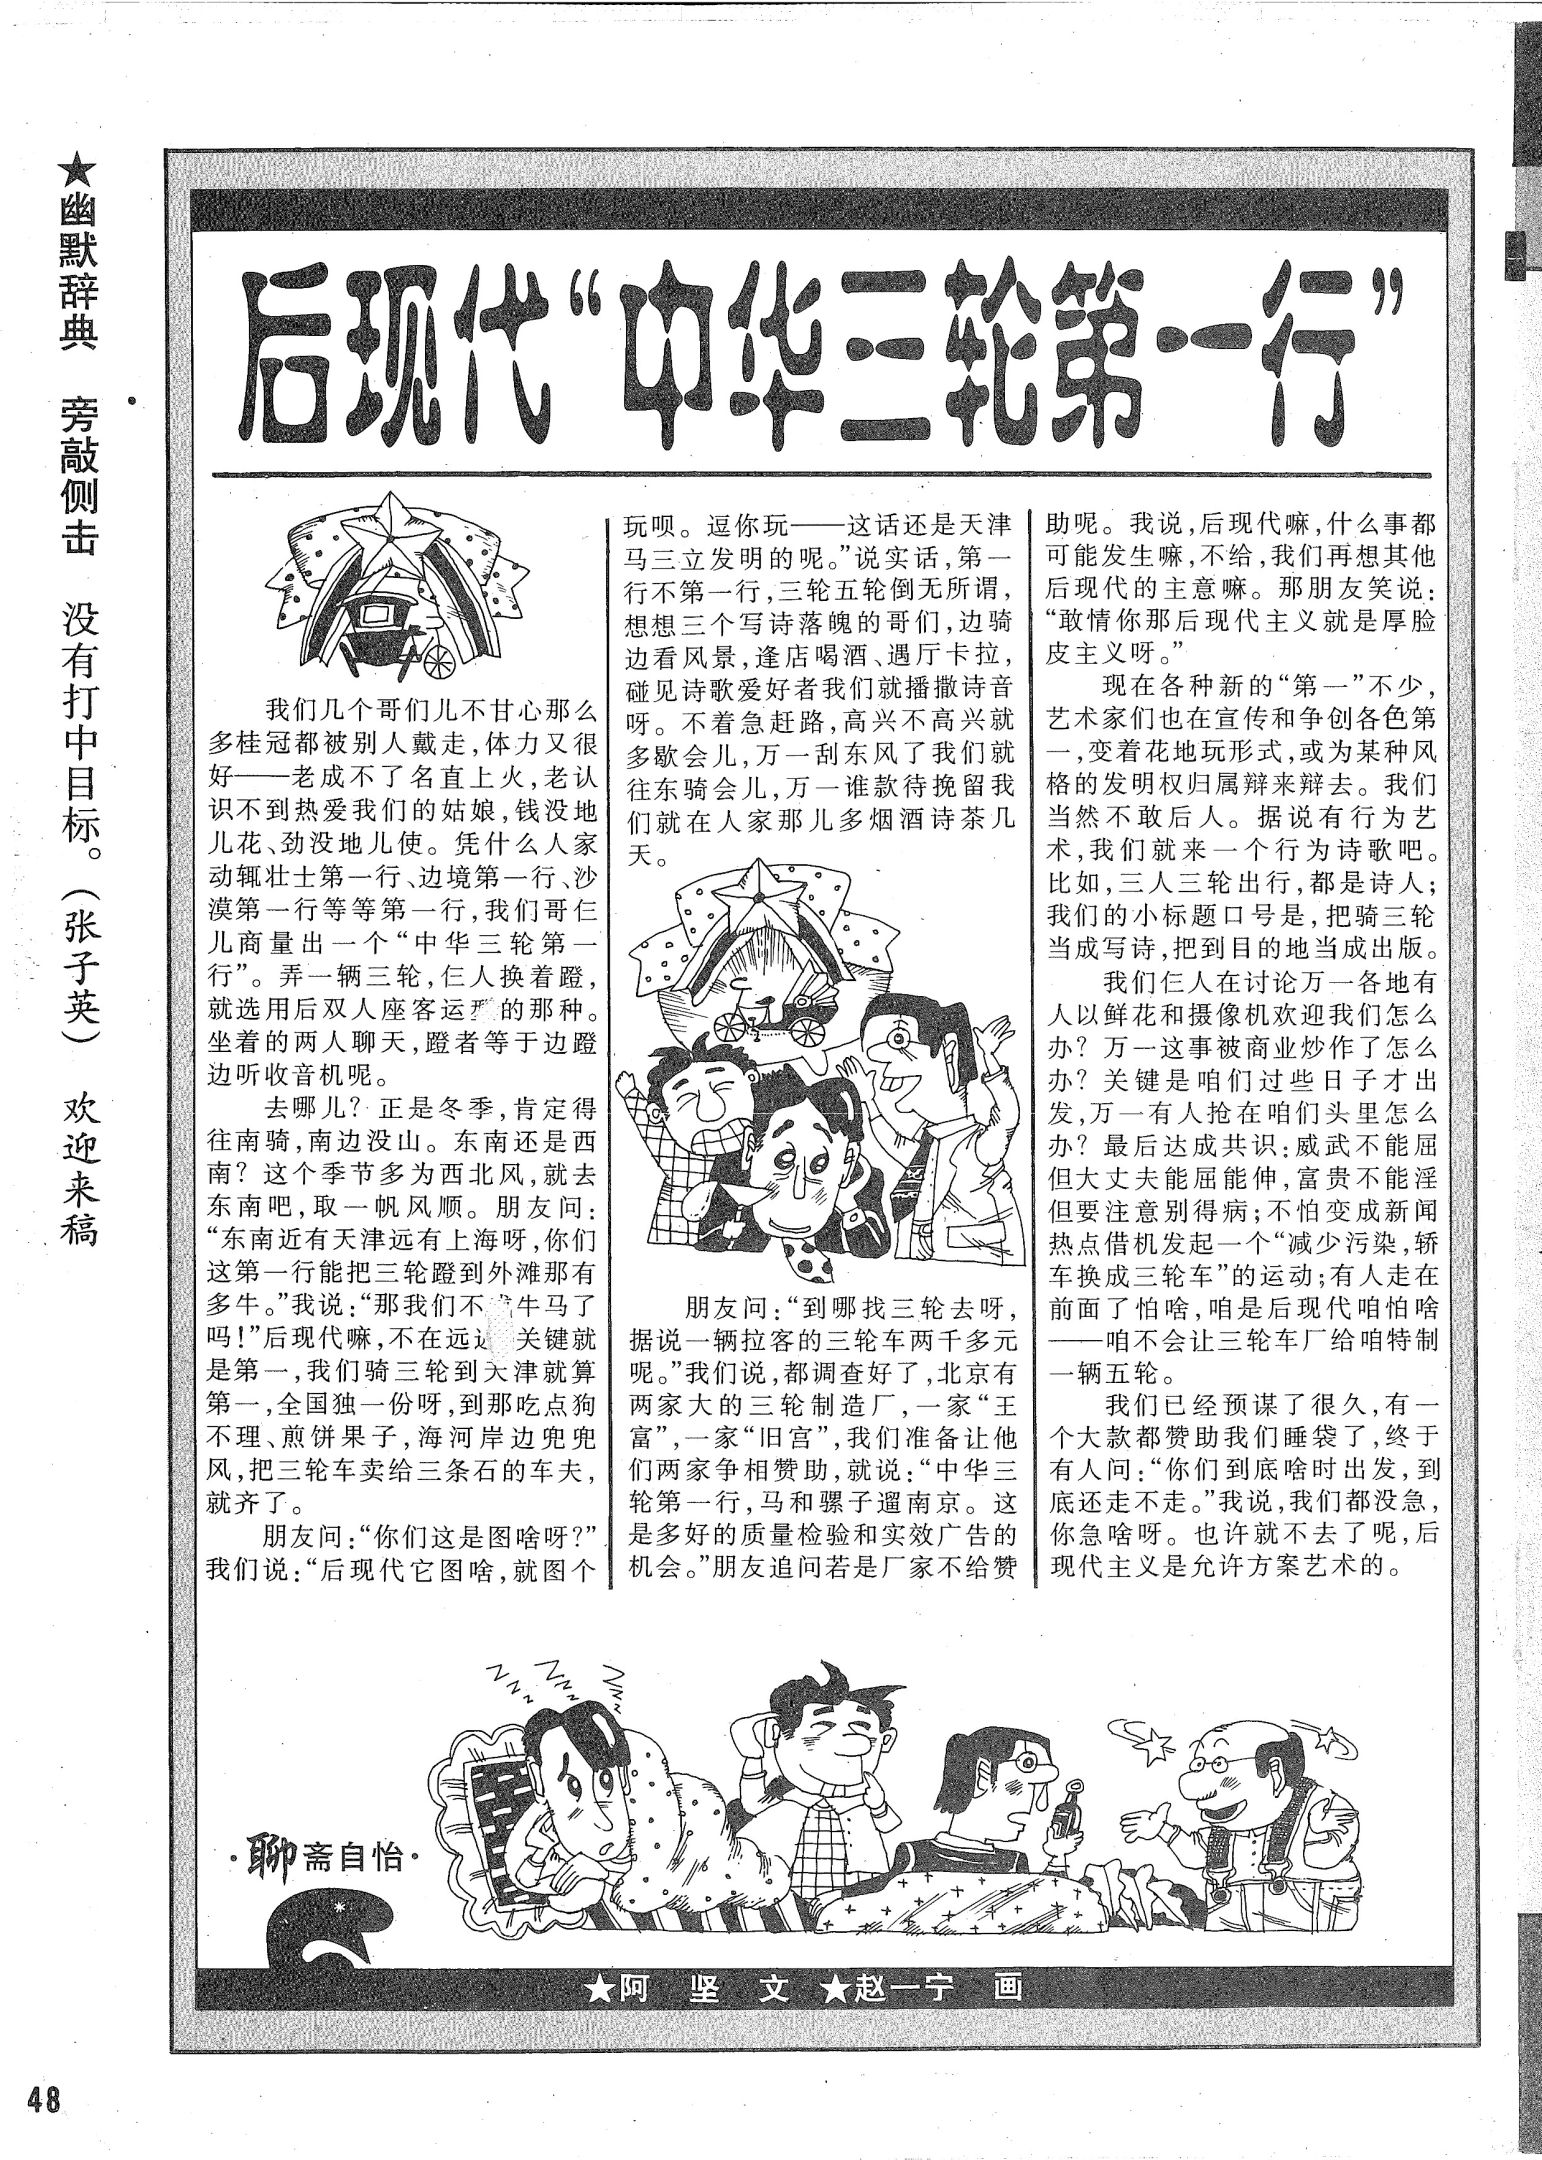 ★幽默辞典　旁敲侧击　没有打中目标。（张子英）　欢迎来稿
后现代“中华三轮第一行”
我们几个哥们儿不甘心那么
多桂冠都被别人戴走，体力又很
好——老成不了名直上火，老认
识不到热爱我们的姑娘，钱没地
儿花、劲没地儿使。凭什么人家
动辄壮士第一行、边境第一行、沙
漠第一行等等第一行，我们哥仨
儿商量出一个“中华三轮第一
行”。弄一辆三轮，仨人换着蹬，
就选用后双人座客运型的那种。
坐着的两人聊天，蹬者等于边蹬
边听收音机呢。
去哪儿？正是冬季，肯定得
往南骑，南边没山。东南还是西
南？这个季节多为西北风，就去
东南吧，取一帆风顺。朋友问：
“东南近有天津远有上海呀，你们
这第一行能把三轮蹬到外滩那有
多牛。”我说：“那我们不 牛马了
吗！”后现代嘛，不在远近 关键就
是第一，我们骑三轮到天津就算
第一，全国独一份呀，到那吃点狗
不理、煎饼果子，海河岸边兜兜
风，把三轮车卖给三条石的车夫，
就齐了。
朋友问：“你们这是图啥呀？”
我们说：“后现代它图啥，就图个
玩呗。逗你玩——这话还是天津
马三立发明的呢。”说实话，第一
行不第一行，三轮五轮倒无所谓，
想想三个写诗落魄的哥们，边骑
边看风景，逢店喝酒、遇厅卡拉，
碰见诗歌爱好者我们就播撒诗音
呀。不着急赶路，高兴不高兴就
多歇会儿，万一刮东风了我们就
往东骑会儿，万一谁款待挽留我
们就在人家那儿多烟酒诗茶几
天。
朋友问：“到哪找三轮去呀，
据说一辆拉客的三轮车两千多元
呢。”我们说，都调查好了，北京有
两家大的三轮制造厂，一家“王
富”，一家“旧宫”，我们准备让他
们两家争相赞助，就说：“中华三
轮第一行，马和骡子遛南京。这
是多好的质量检验和实效广告的
机会。”朋友追问若是厂家不给赞
助呢。我说，后现代嘛，什么事都
可能发生嘛，不给，我们再想其他
后现代的主意嘛。那朋友笑说：
“敢情你那后现代主义就是厚脸
皮主义呀。”
现在各种新的“第一”不少，
艺术家们也在宣传和争创各色第
一，变着花地玩形式，或为某种风
格的发明权归属辩来辩去。我们
当然不敢后人。据说有行为艺
术，我们就来一个行为诗歌吧。
比如，三人三轮出行，都是诗人；
我们的小标题口号是，把骑三轮
当成写诗，把到目的地当成出版。
我们仨人在讨论万一各地有
人以鲜花和摄像机欢迎我们怎么
办？万一这事被商业炒作了怎么
办？关键是咱们过些日子才出
发，万一有人抢在咱们头里怎么
办？最后达成共识：威武不能屈
但大丈夫能屈能伸，富贵不能淫
但要注意别得病；不怕变成新闻
热点借机发起一个“减少污染，轿
车换成三轮车”的运动；有人走在
前面了怕啥，咱是后现代咱怕啥
——咱不会让三轮车厂给咱特制
一辆五轮。
我们已经预谋了很久，有一
个大款都赞助我们睡袋了，终于
有人问：“你们到底啥时出发，到
底还走不走。”我说，我们都没急，
你急啥呀。也许就不去了呢，后
现代主义是允许方案艺术的。
·聊斋自怡·
★阿　坚　文　★赵一宁　画
48